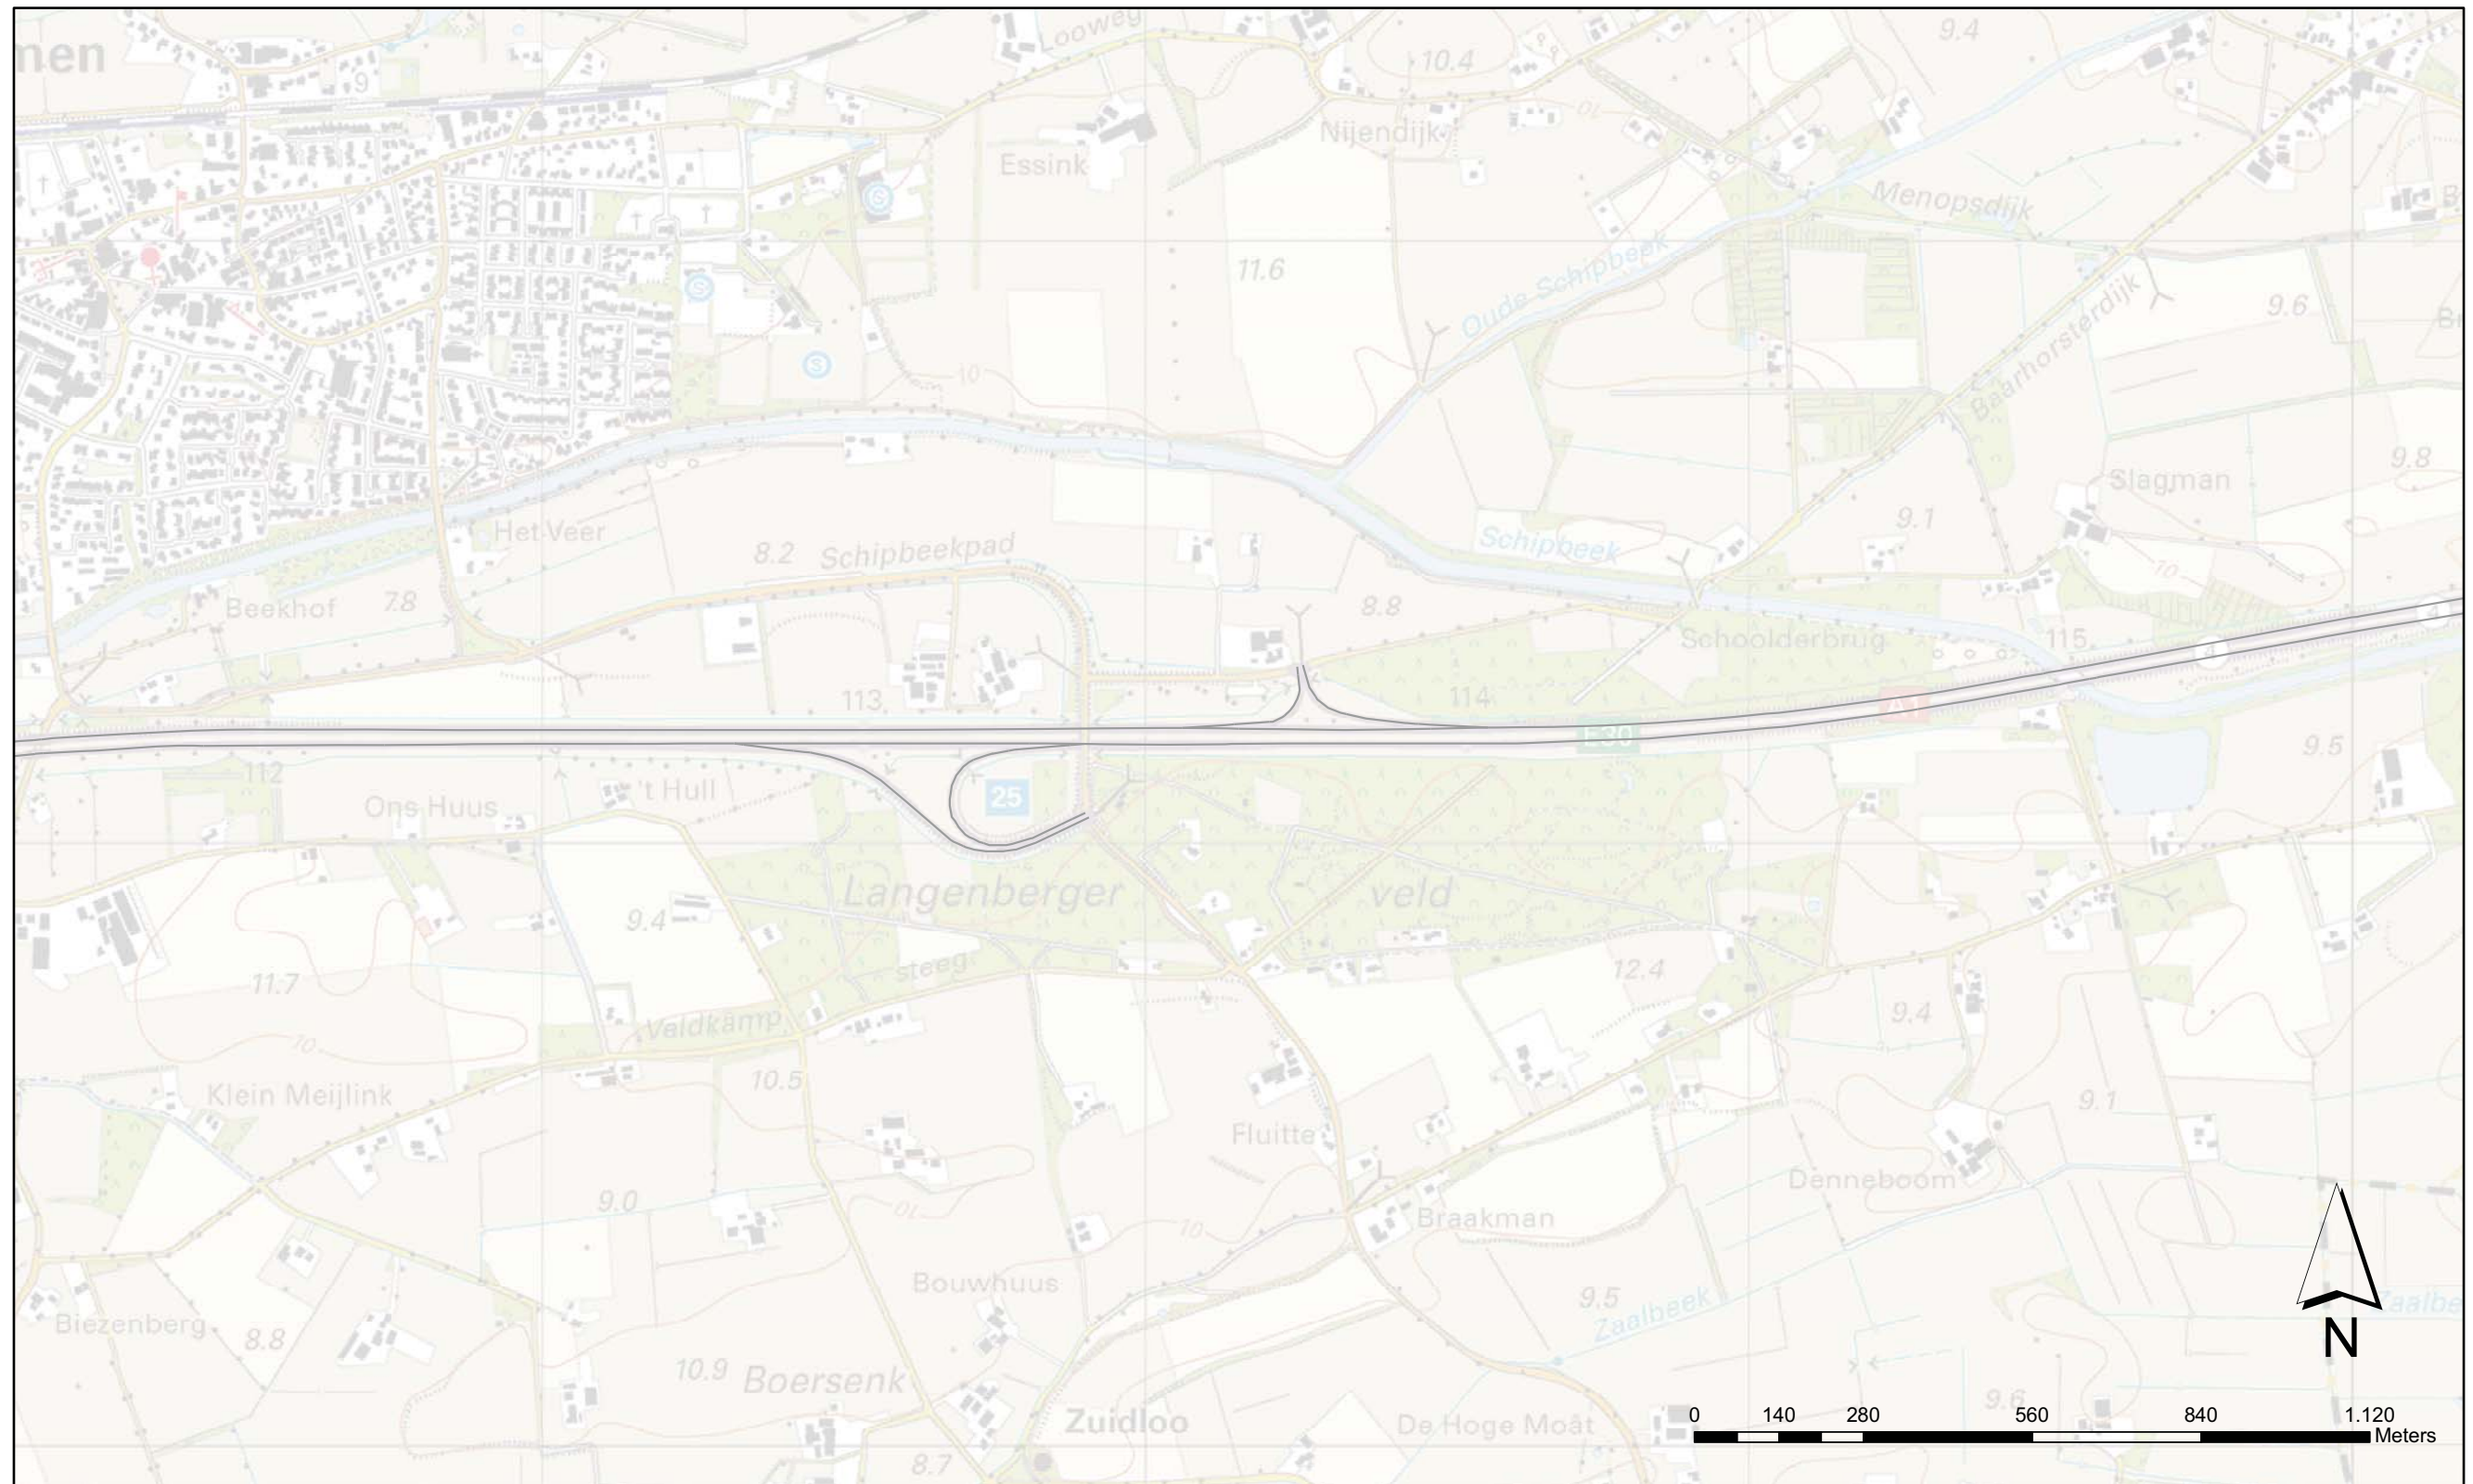 men
Looweg
9.4
9
10.4
10
Nijendijk
Essink
Menopsdijk
11.6
Oude Schipbeek
9.6
Baarhorsterdijk
10
9.8
Slagman
9.1
Het Veer
8.2
Schipbeekpad
Schipbeek
10
Beekhof
7.8
8.8
Schoolderbrug
115
4
4
113
114
A1
E30
9.5
112
't Hull
25
Ons Huus
Langenberger
veld
9.4
steeg
12.4
11.7
9.4
Veldkamp
10
10.5
Klein Meijlink
9.1
Fluitte
Denneboom
9.0
10
10
Braakman
Bouwhuus
9.5
Zaalbeek
Zaalbe
Biezenberg
8.8
N
10.9
Boersenk
9.6
Zuidloo
De Hoge Moât
0 140 280 560 840 1.120
Meters
8.7